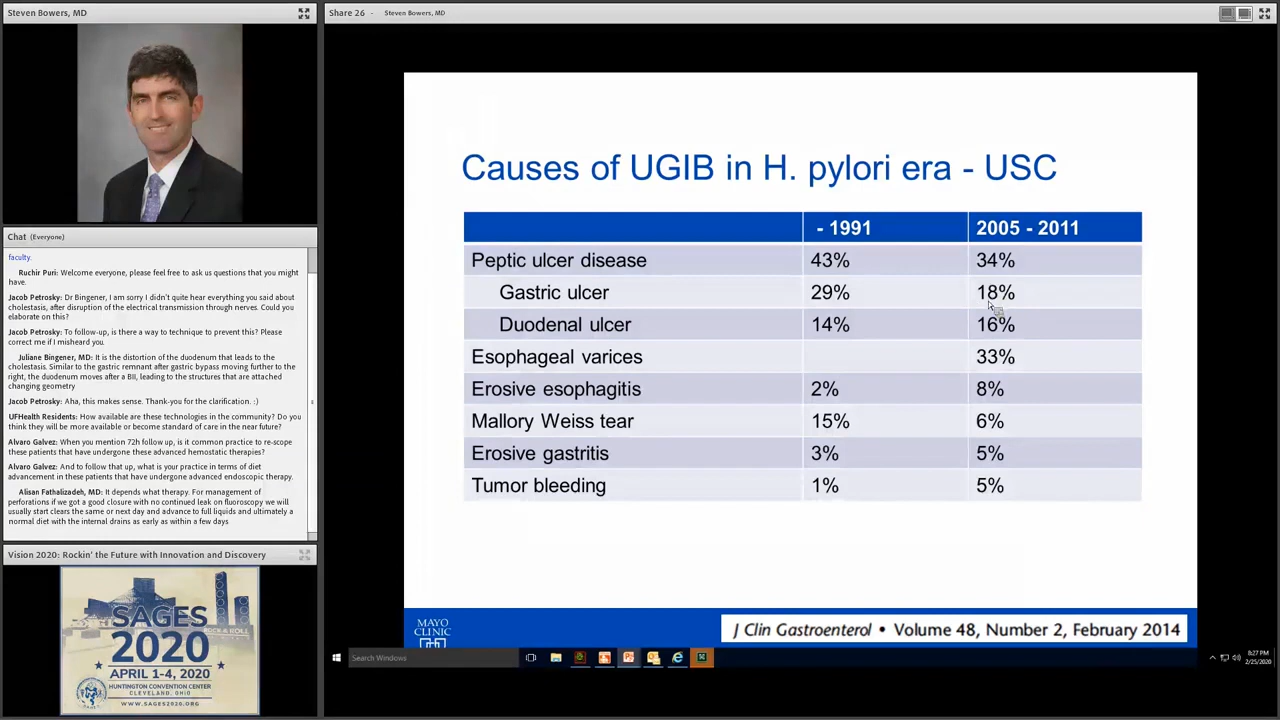 Steven Bowers, MD
Share 26 - Steven Bowers, MD
Chat (Everyone)
faculty.
Ruchir Puri: Welcome everyone, please feel free to ask us questions that you might
have.
Jacob Petrosky: Dr Bingener, I am sorry I didn't quite hear everything you said about
cholestasis, after disruption of the electrical transmission through nerves. Could you
elaborate on this?
Jacob Petrosky: To follow-up, is there a way to technique to prevent this? Please
correct me if I misheard you.
Juliane Bingener, MD: It is the distortion of the duodenum that leads to the
cholestasis. Similar to the gastric remnant after gastric bypass moving further to the
right, the duodenum moves after a BII, leading to the structures that are attached
changing geometry
Jacob Petrosky: Aha, this makes sense. Thank-you for the clarification. :)
UFHealth Residents: How available are these technologies in the community? Do you
think they will be more available or become standard of care in the near future?
Alvaro Galvez: When you mention 72h follow up, is it common practice to re-scope
these patients that have undergone these advanced hemostatic therapies?
Alvaro Galvez: And to follow that up, what is your practice in terms of diet
advancement in these patients that have undergone advanced endoscopic therapy.
Alisan Fathalizadeh, MD: It depends what therapy. For management of
perforations if we got a good closure with no continued leak on fluoroscopy we will
usually start clears the same or next day and advance to full liquids and ultimately a
normal diet with the internal drains as early as within a few days
Vision 2020: Rockin' the Future with Innovation and Discovery
SAGES
ROCK & ROLL
2020
APRIL 1-4, 2020
HUNTINGTON CONVENTION CENTER
CLEVELAND, OHIO
WWW.SAGES2020.ORG
Causes of UGIB in H. pylori era - USC
- 1991 2005 - 2011
Peptic ulcer disease 43% 34%
Gastric ulcer 29% 18%
Duodenal ulcer 14% 16%
Esophageal varices 33%
Erosive esophagitis 2% 8%
Mallory Weiss tear 15% 6%
Erosive gastritis 3% 5%
Tumor bleeding 1% 5%
MAYO
CLINIC
J Clin Gastroenterol • Volume 48, Number 2, February 2014
Search Windows
8:27 PM
2/25/2020